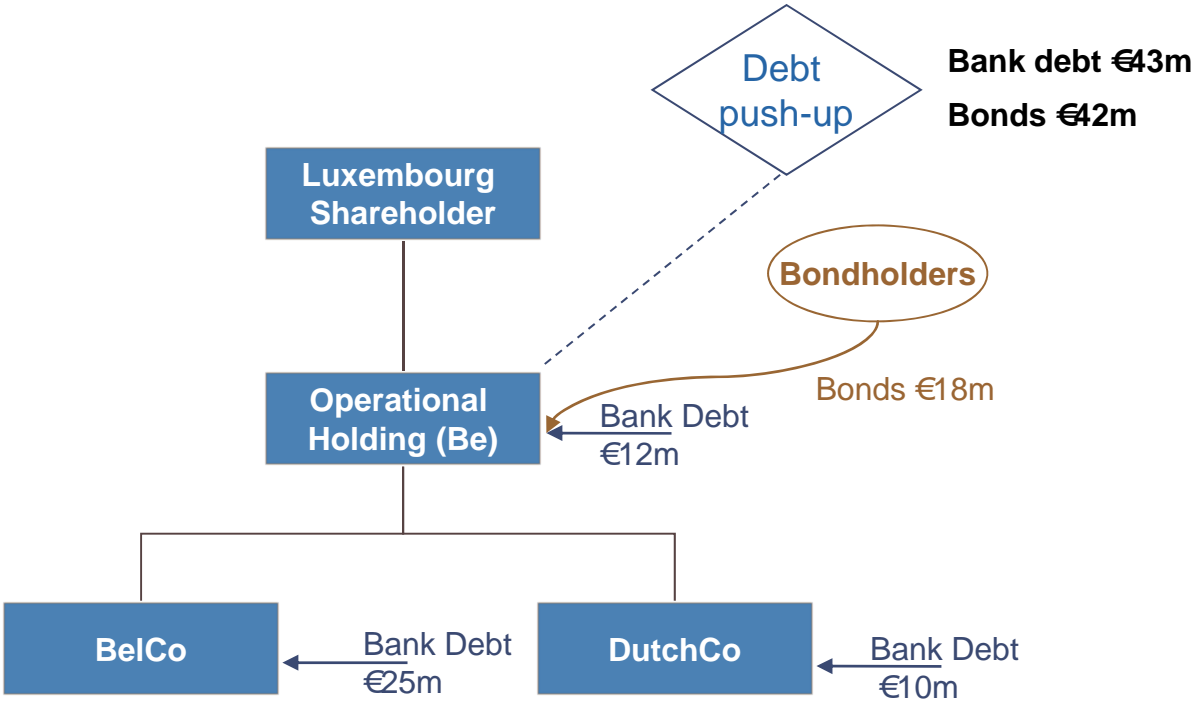 Debt
push-up
Bank debt €43m
Bonds €42m
Luxembourg
Shareholder
Bondholders
Bonds €18m
Operational
Holding (Be)
Bank Debt
€12m
BelCo
Bank Debt
€25m
DutchCo
Bank Debt
€10m